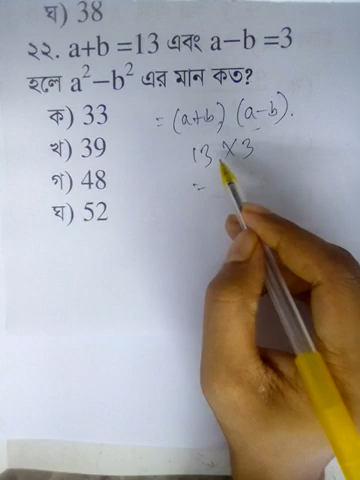 ঘ) 38
২২. a+b =13 এবং a−b =3
হলে a²−b² এর মান কত?
ক) 33
= (a+b) (a−b).
খ) 39
13 × 3
গ) 48
=
ঘ) 52